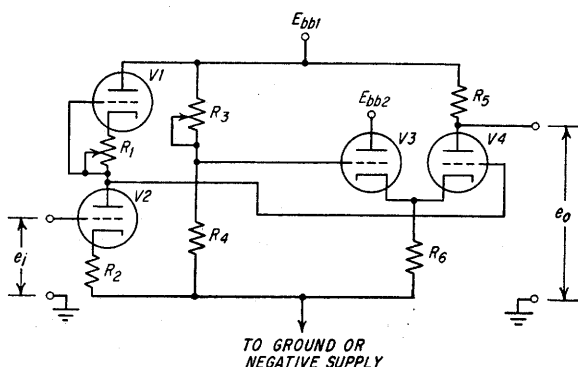 Ebb1
V1
R3
R5
Ebb2
V3
V4
R1
V2
ei
R2
R4
R6
eo
TO GROUND OR
NEGATIVE SUPPLY